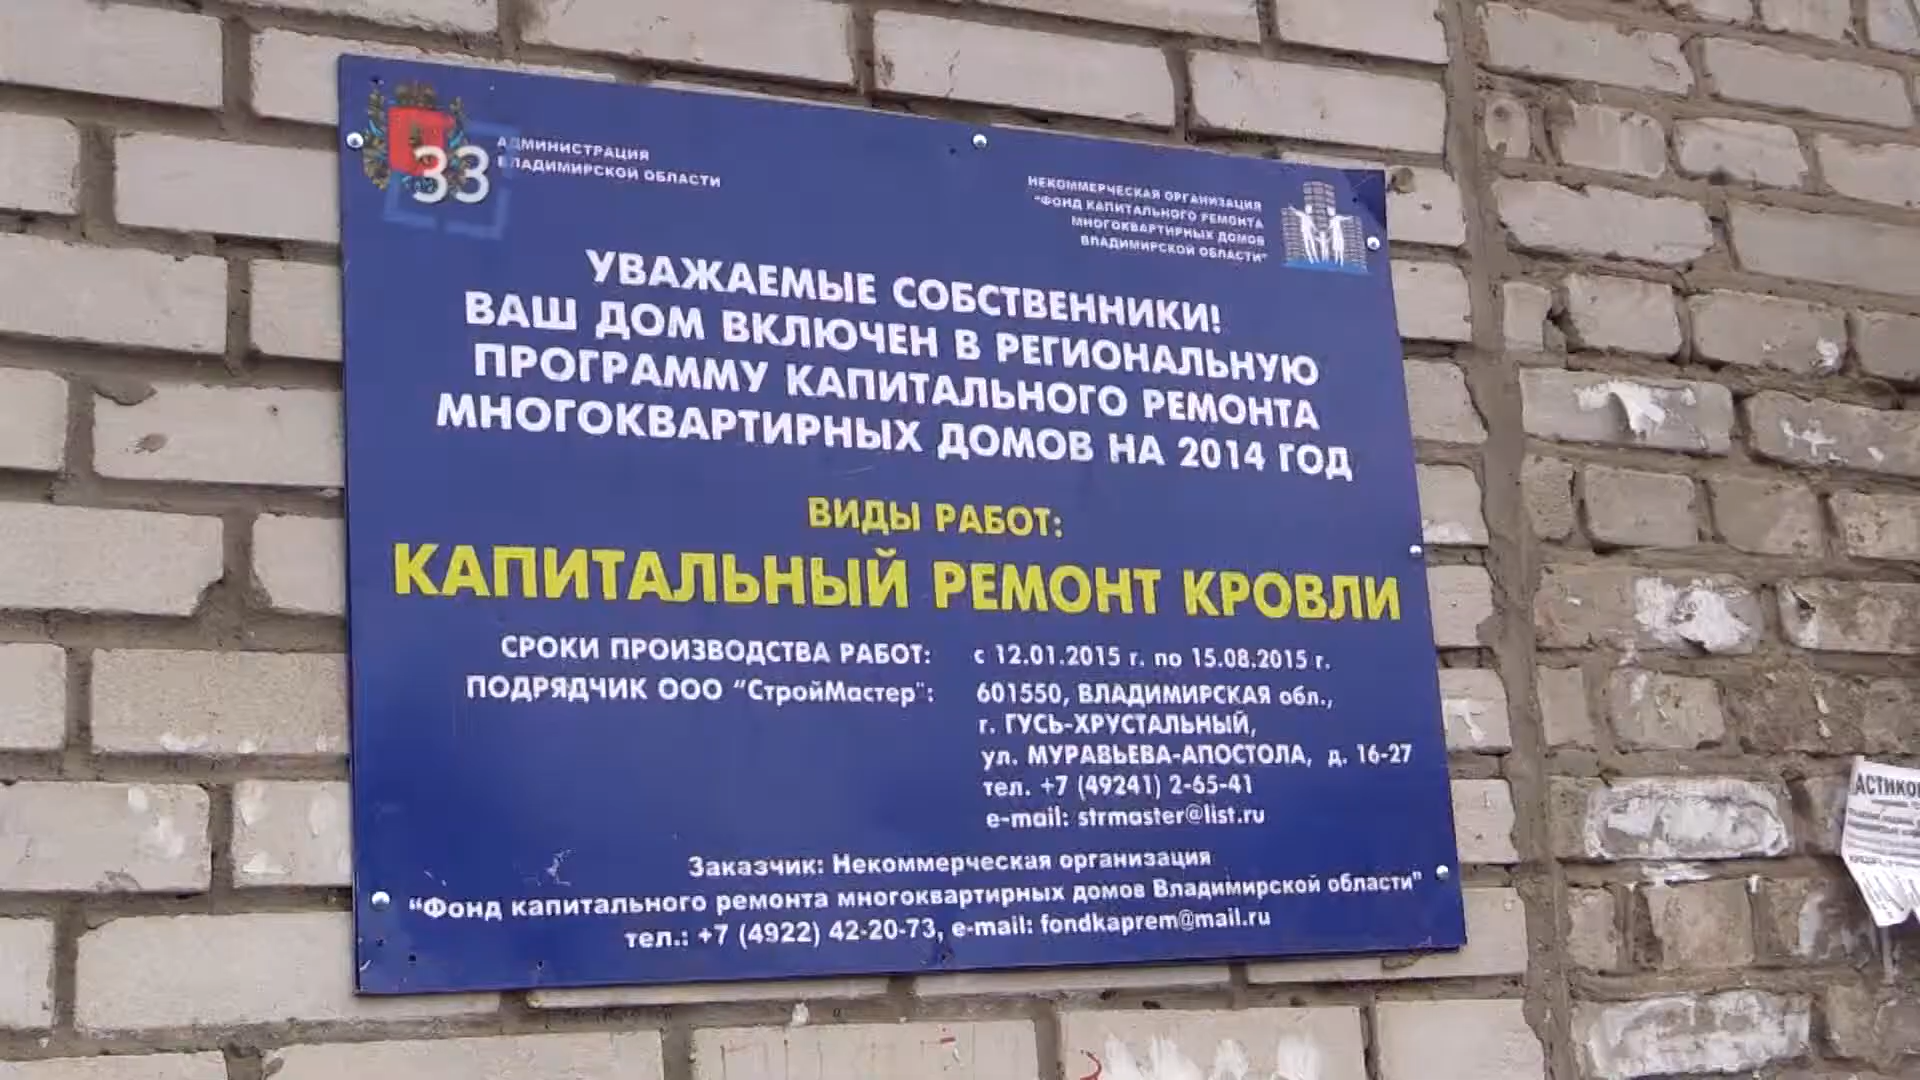 33
АДМИНИСТРАЦИЯ
ВЛАДИМИРСКОЙ ОБЛАСТИ
НЕКОММЕРЧЕСКАЯ ОРГАНИЗАЦИЯ
"ФОНД КАПИТАЛЬНОГО РЕМОНТА
МНОГОКВАРТИРНЫХ ДОМОВ
ВЛАДИМИРСКОЙ ОБЛАСТИ"
УВАЖАЕМЫЕ СОБСТВЕННИКИ!
ВАШ ДОМ ВКЛЮЧЕН В РЕГИОНАЛЬНУЮ
ПРОГРАММУ КАПИТАЛЬНОГО РЕМОНТА
МНОГОКВАРТИРНЫХ ДОМОВ НА 2014 ГОД
ВИДЫ РАБОТ:
КАПИТАЛЬНЫЙ РЕМОНТ КРОВЛИ
СРОКИ ПРОИЗВОДСТВА РАБОТ: с 12.01.2015 г. по 15.08.2015 г.
ПОДРЯДЧИК ООО "СтройМастер": 601550, ВЛАДИМИРСКАЯ обл.,
г. ГУСЬ-ХРУСТАЛЬНЫЙ,
ул. МУРАВЬЕВА-АПОСТОЛА, д. 16-27
тел. +7 (49241) 2-65-41
e-mail: strmaster@list.ru
Заказчик: Некоммерческая организация
"Фонд капитального ремонта многоквартирных домов Владимирской области"
тел.: +7 (4922) 42-20-73, e-mail: fondkaprem@mail.ru